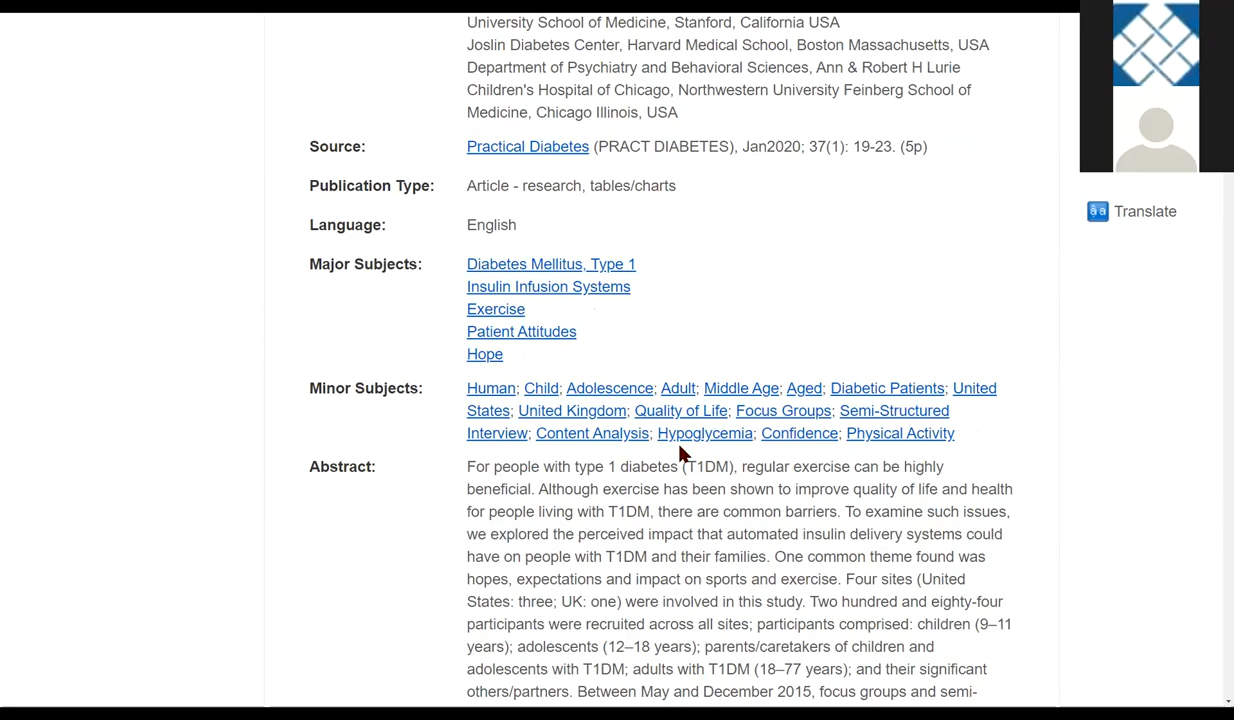 University School of Medicine, Stanford, California USA
Joslin Diabetes Center, Harvard Medical School, Boston Massachusetts, USA
Department of Psychiatry and Behavioral Sciences, Ann & Robert H Lurie
Children's Hospital of Chicago, Northwestern University Feinberg School of
Medicine, Chicago Illinois, USA
Source: Practical Diabetes (PRACT DIABETES), Jan2020; 37(1): 19-23. (5p)
Publication Type: Article - research, tables/charts
Translate
Language: English
Major Subjects: Diabetes Mellitus, Type 1
Insulin Infusion Systems
Exercise
Patient Attitudes
Hope
Minor Subjects: Human; Child; Adolescence; Adult; Middle Age; Aged; Diabetic Patients; United
States; United Kingdom; Quality of Life; Focus Groups; Semi-Structured
Interview; Content Analysis; Hypoglycemia; Confidence; Physical Activity
Abstract: For people with type 1 diabetes (T1DM), regular exercise can be highly
beneficial. Although exercise has been shown to improve quality of life and health
for people living with T1DM, there are common barriers. To examine such issues,
we explored the perceived impact that automated insulin delivery systems could
have on people with T1DM and their families. One common theme found was
hopes, expectations and impact on sports and exercise. Four sites (United
States: three; UK: one) were involved in this study. Two hundred and eighty-four
participants were recruited across all sites; participants comprised: children (9–11
years); adolescents (12–18 years); parents/caretakers of children and
adolescents with T1DM; adults with T1DM (18–77 years); and their significant
others/partners. Between May and December 2015, focus groups and semi-